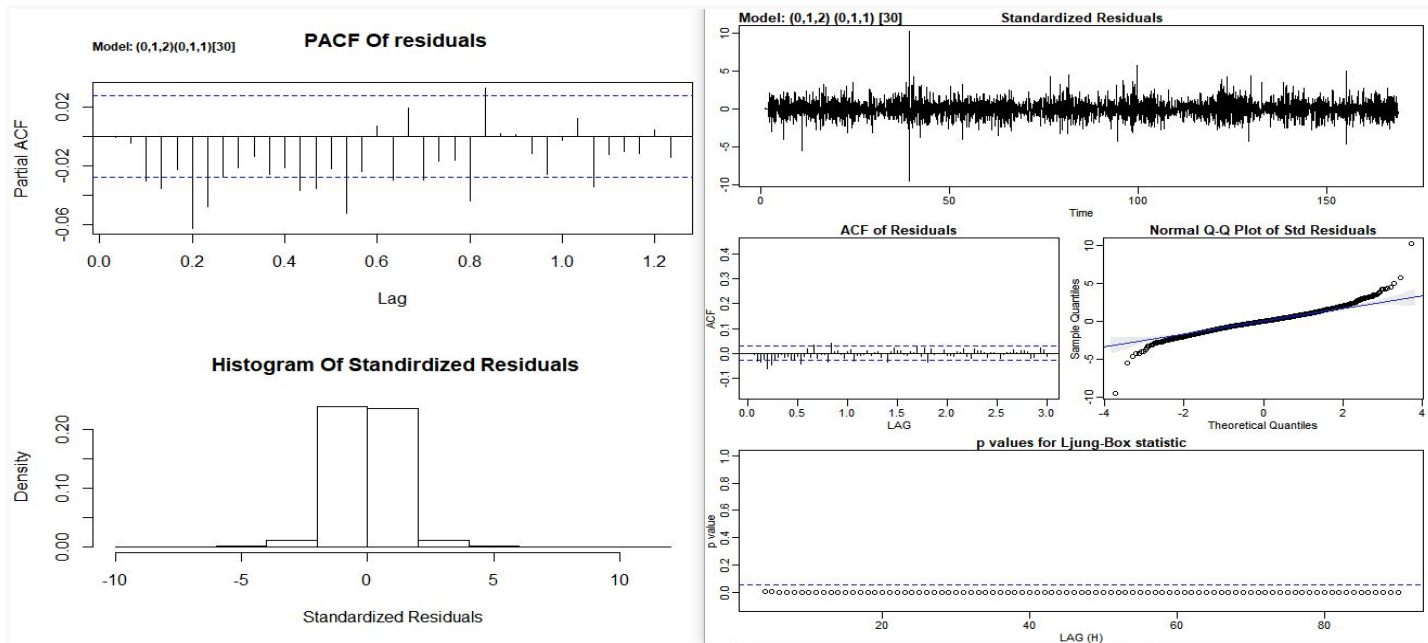 PACF Of residuals
Model: (0,1,2)(0,1,1)[30]
Partial ACF
0.02
-0.02
-0.06
0.0 0.2 0.4 0.6 0.8 1.0 1.2
Lag
Histogram Of Standirdized Residuals
Density
0.20
0.10
0.00
-10 -5 0 5 10
Standardized Residuals
Model: (0,1,2) (0,1,1) [30] Standardized Residuals
10
5
0
-5
-10
0 50 100 150
Time
ACF of Residuals
ACF
0.4
0.3
0.2
0.1
0.0
-0.1
0.0 0.5 1.0 1.5 2.0 2.5 3.0
LAG
Normal Q-Q Plot of Std Residuals
Sample Quantiles
10
5
0
-5
-10
-4 -2 0 2 4
Theoretical Quantiles
p values for Ljung-Box statistic
p value
1.0
0.8
0.6
0.4
0.2
0.0
20 40 60 80
LAG (H)